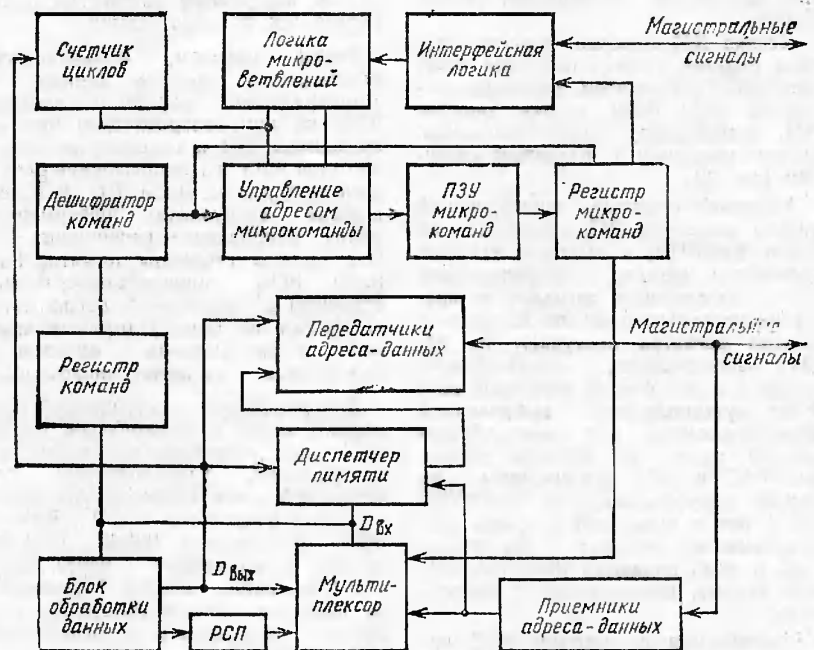 Счетчик
циклов
Логика
микро-
ветвлений
Интерфейсная
логика
Магистральные
сигналы
Дешифратор
команд
Управление
адресом
микрокоманды
ПЗУ
микро-
команд
Регистр
микро-
команд
Передатчики
адреса-данных
Магистральные
сигналы
Регистр
команд
Диспетчер
памяти
Dвх
Dвых
Блок
обработки
данных
РСП
Мульти-
плексор
Приемники
адреса-данных